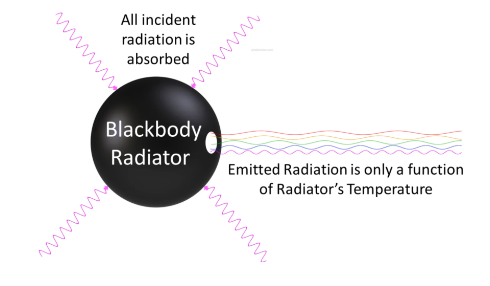 All incident
radiation is
absorbed
Blackbody
Radiator
Emitted Radiation is only a function
of Radiator's Temperature